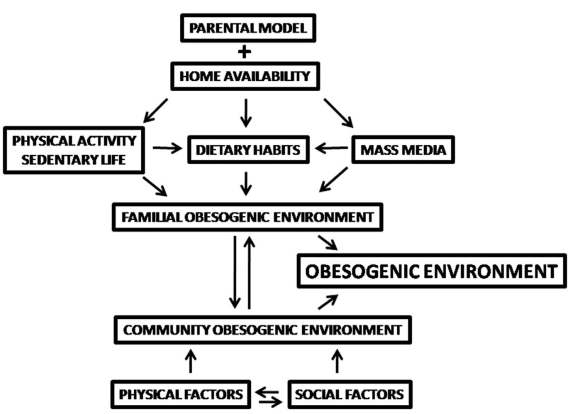 PARENTAL MODEL
+
HOME AVAILABILITY
PHYSICAL ACTIVITY
SEDENTARY LIFE
DIETARY HABITS
MASS MEDIA
FAMILIAL OBESOGENIC ENVIRONMENT
OBESOGENIC ENVIRONMENT
COMMUNITY OBESOGENIC ENVIRONMENT
PHYSICAL FACTORS
SOCIAL FACTORS